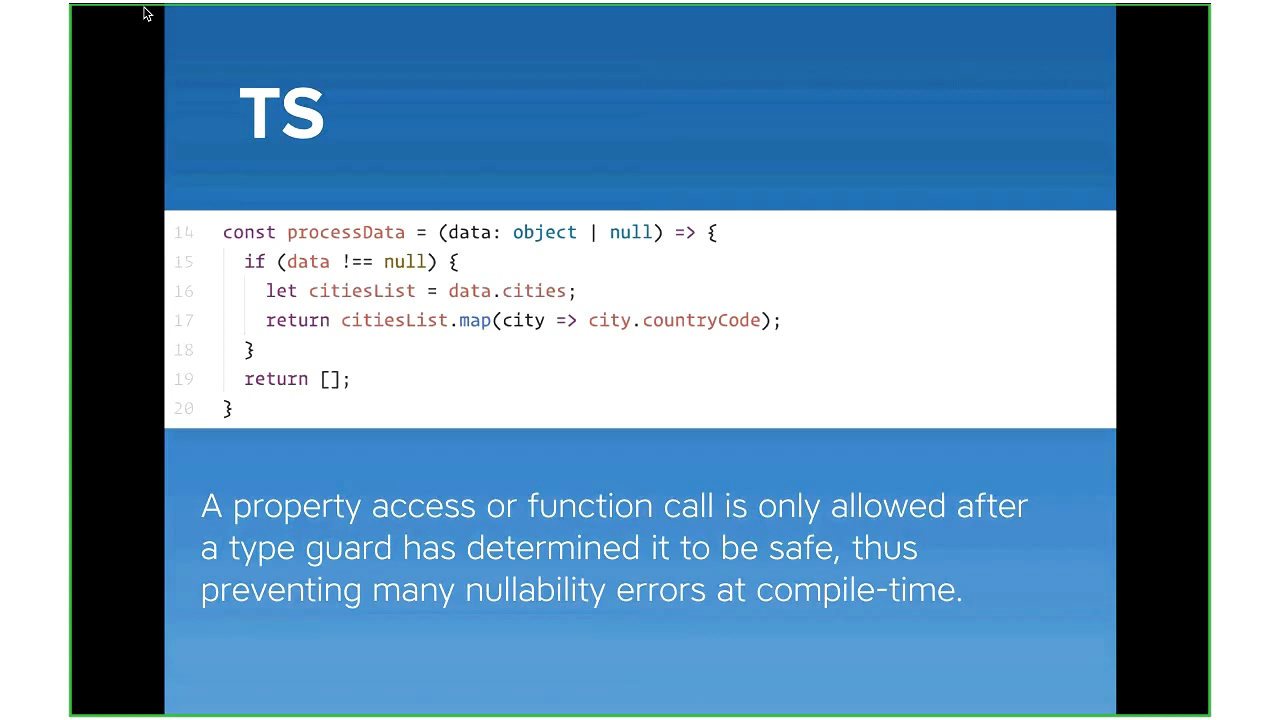 TS
14 const processData = (data: object | null) => {
15 if (data !== null) {
16 let citiesList = data.cities;
17 return citiesList.map(city => city.countryCode);
18 }
19 return [];
20 }
A property access or function call is only allowed after
a type guard has determined it to be safe, thus
preventing many nullability errors at compile-time.